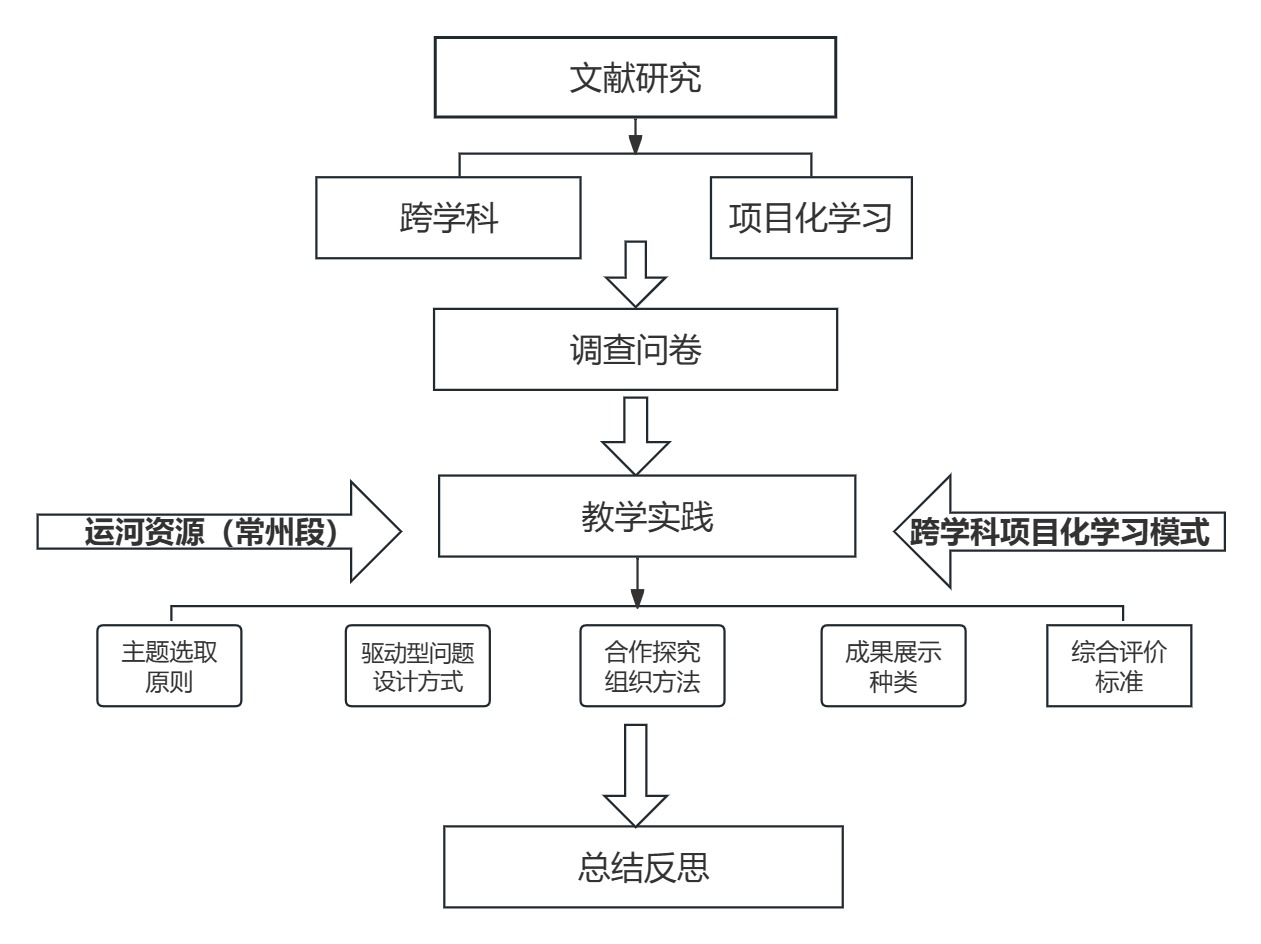 文献研究
跨学科
项目化学习
调查问卷
教学实践
运河资源（常州段）
跨学科项目化学习模式
主题选取
原则
驱动型问题
设计方式
合作探究
组织方法
成果展示
种类
综合评价
标准
总结反思